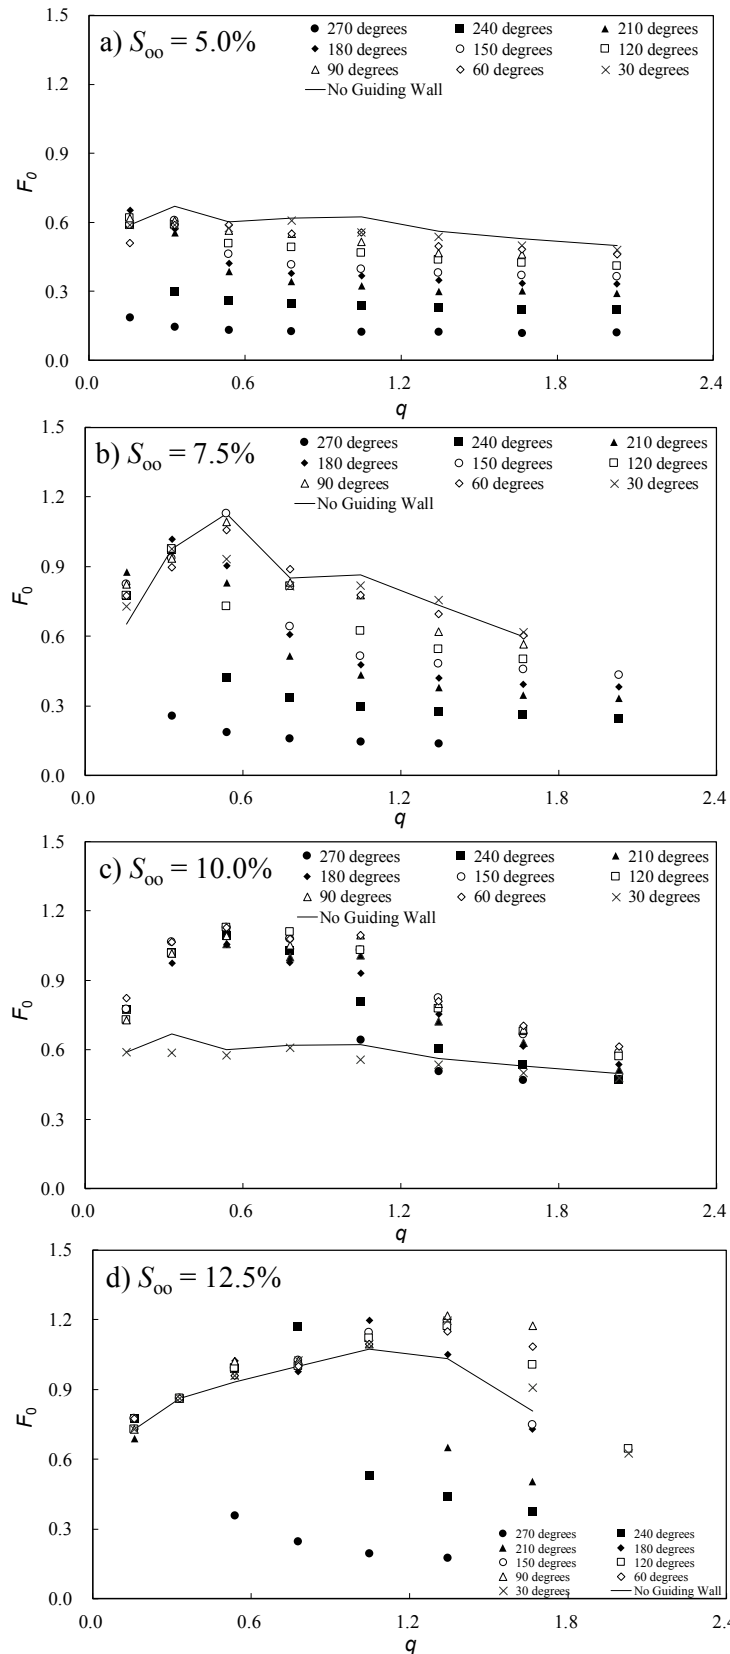 1.5
a) Soo = 5.0%
270 degrees 240 degrees 210 degrees
180 degrees 150 degrees 120 degrees
90 degrees 60 degrees 30 degrees
No Guiding Wall
1.2
0.9
F0
0.6
0.3
0.0
0.0 0.6 1.2 1.8 2.4
q
1.5
b) Soo = 7.5%
270 degrees 240 degrees 210 degrees
180 degrees 150 degrees 120 degrees
90 degrees 60 degrees 30 degrees
No Guiding Wall
1.2
0.9
F0
0.6
0.3
0.0
0.0 0.6 1.2 1.8 2.4
q
1.5
c) Soo = 10.0%
270 degrees 240 degrees 210 degrees
180 degrees 150 degrees 120 degrees
90 degrees 60 degrees 30 degrees
No Guiding Wall
1.2
0.9
F0
0.6
0.3
0.0
0.0 0.6 1.2 1.8 2.4
q
1.5
d) Soo = 12.5%
1.2
0.9
F0
0.6
0.3
270 degrees 240 degrees
210 degrees 180 degrees
150 degrees 120 degrees
90 degrees 60 degrees
30 degrees No Guiding Wall
0.0
0.0 0.6 1.2 1.8 2.4
q